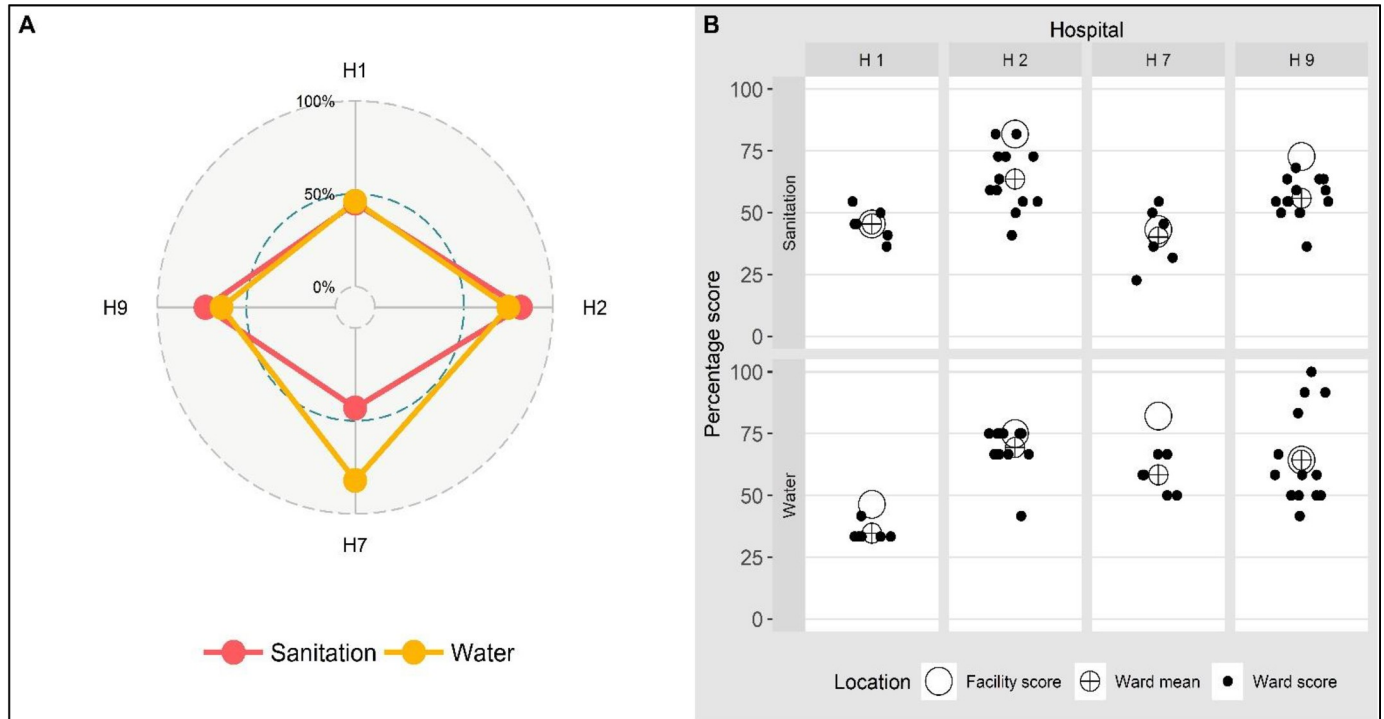 A
H1
100%
50%
0%
H9
H2
H7
Sanitation Water
B
Hospital
H 1 H 2 H 7 H 9
Percentage score
Sanitation
100
75
50
25
0
Water
100
75
50
25
0
Location Facility score Ward mean Ward score